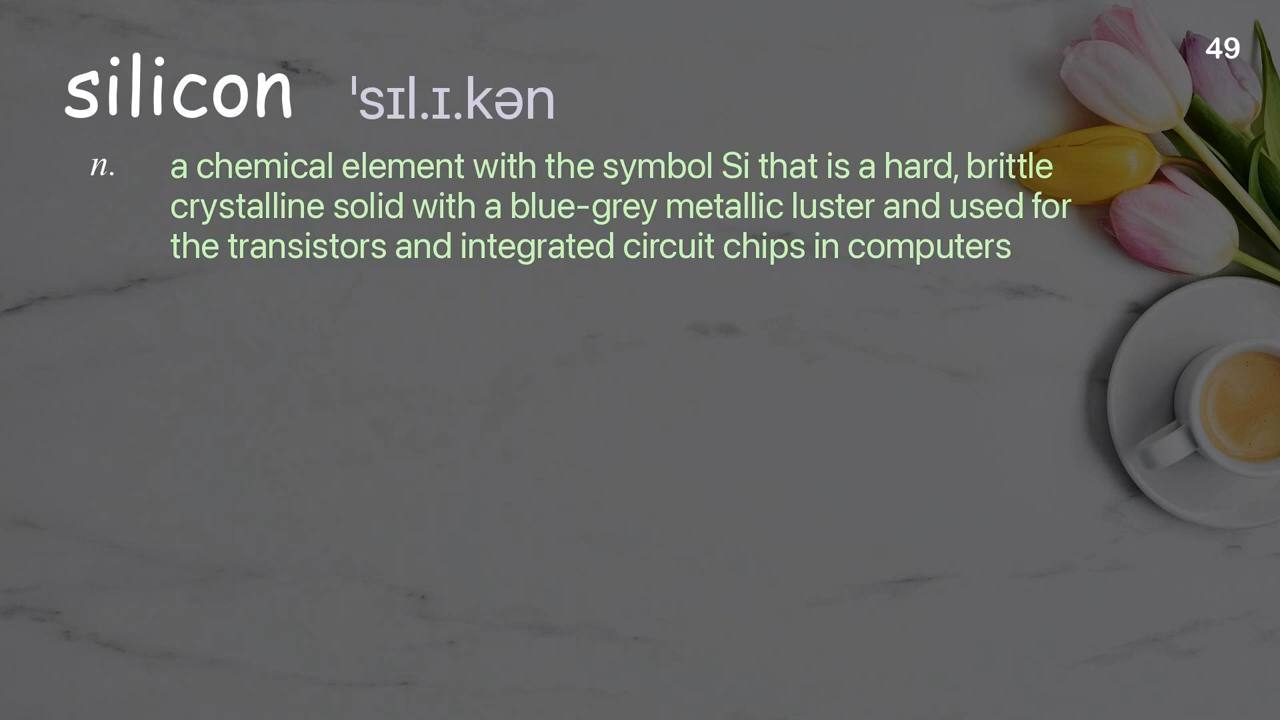 49
silicon ˈsɪl.ɪ.kən
n. a chemical element with the symbol Si that is a hard, brittle
crystalline solid with a blue-grey metallic luster and used for
the transistors and integrated circuit chips in computers